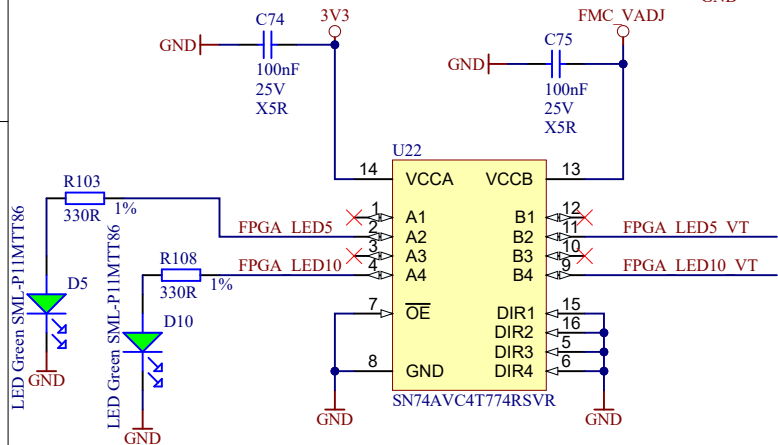 GND
C74
3V3
GND
100nF
25V
X5R
FMC_VADJ
C75
GND
100nF
25V
X5R
U22
14
VCCA
VCCB
13
R103
330R
1%
1
A1
B1
12
FPGA_LED5
2
A2
B2
11
FPGA_LED5_VT
3
A3
B3
10
R108
330R
1%
FPGA_LED10
4
A4
B4
9
FPGA_LED10_VT
D5
LED Green SML-P11MTT86
GND
D10
LED Green SML-P11MTT86
GND
7
OE
DIR1
15
DIR2
16
DIR3
5
8
GND
DIR4
6
SN74AVC4T774RSVR
GND
GND